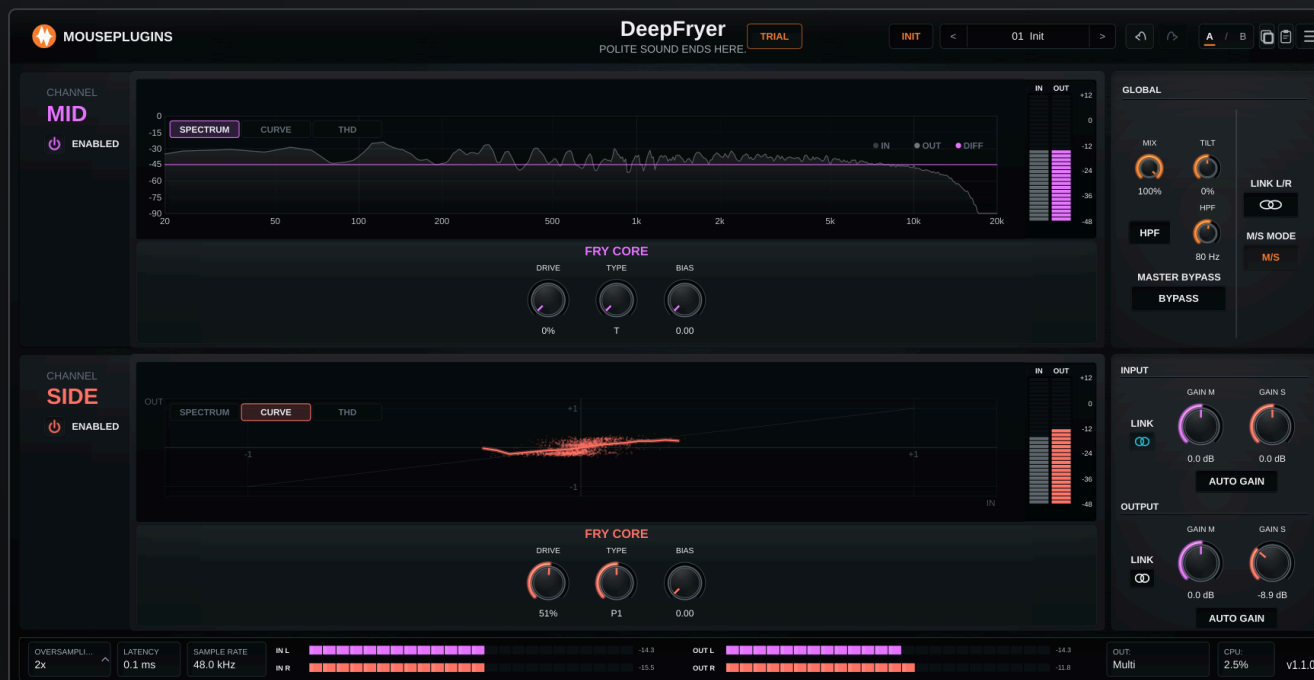 MOUSEPLUGINS
DeepFryer
POLITE SOUND ENDS HERE.
TRIAL
INIT
< 01 Init >
A / B
CHANNEL
MID
ENABLED
SPECTRUM CURVE THD
IN OUT DIFF
0
-15
-30
-45
-60
-75
-90
20 50 100 200 500 1k 2k 5k 10k 20k
IN OUT
+12
0
-12
-24
-36
-48
FRY CORE
DRIVE TYPE BIAS
0% T 0.00
GLOBAL
MIX TILT
100% 0%
HPF
HPF
80 Hz
LINK L/R
M/S MODE
M/S
MASTER BYPASS
BYPASS
CHANNEL
SIDE
ENABLED
OUT
SPECTRUM CURVE THD
+1
-1 +1
-1
IN
IN OUT
+12
0
-12
-24
-36
-48
FRY CORE
DRIVE TYPE BIAS
51% P1 0.00
INPUT
GAIN M GAIN S
LINK
0.0 dB 0.0 dB
AUTO GAIN
OUTPUT
GAIN M GAIN S
LINK
0.0 dB -8.9 dB
AUTO GAIN
OVERSAMPLI...
2x
LATENCY
0.1 ms
SAMPLE RATE
48.0 kHz
IN L -14.3
IN R -15.5
OUT L -14.3
OUT R -11.8
OUT:
Multi
CPU:
2.5%
v1.1.0